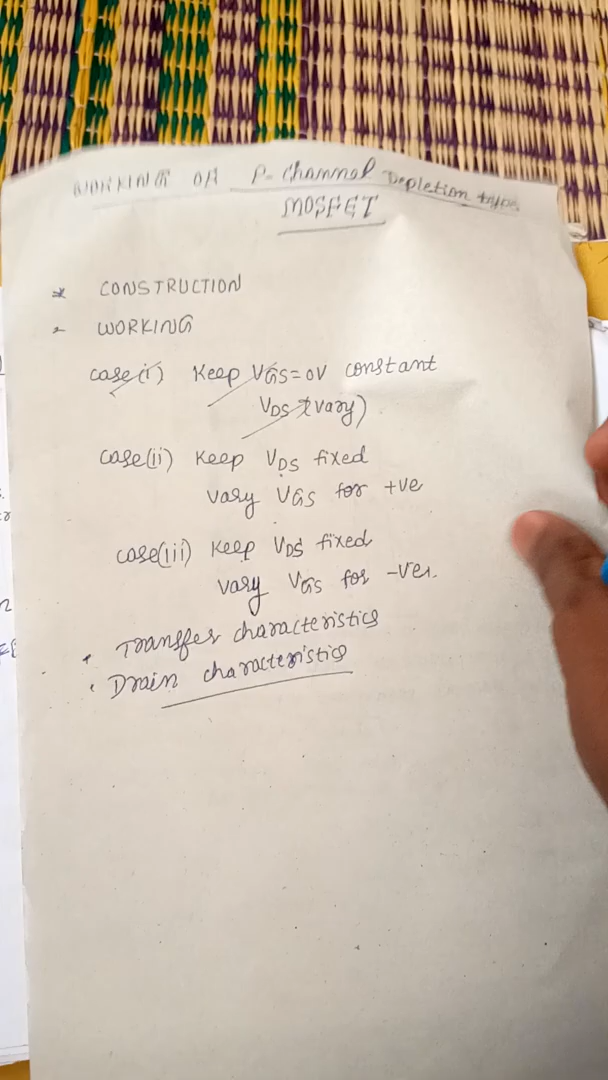 WORKING OF P-Channel Depletion type
MOSFET
* CONSTRUCTION
WORKING
case(i) Keep VGS=0V constant
VDS (vary)
case(ii) Keep VDS fixed
vary VGS for +ve
case(iii) Keep VDS fixed
vary VGS for -ve
Transfer characteristics
Drain characteristics